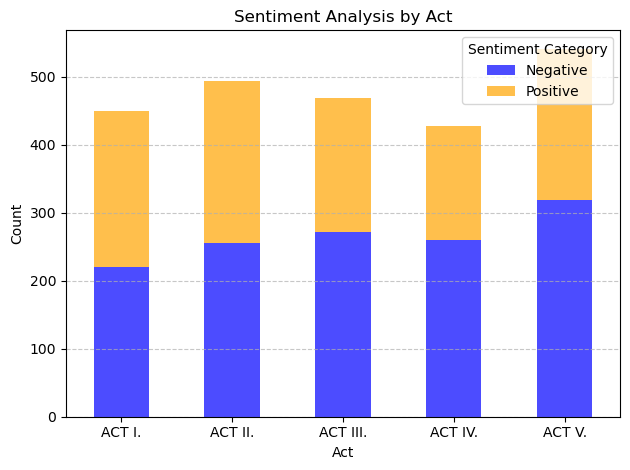 Sentiment Analysis by Act
Sentiment Category
Negative
Positive
Count
500
400
300
200
100
0
ACT I.
ACT II.
ACT III.
ACT IV.
ACT V.
Act